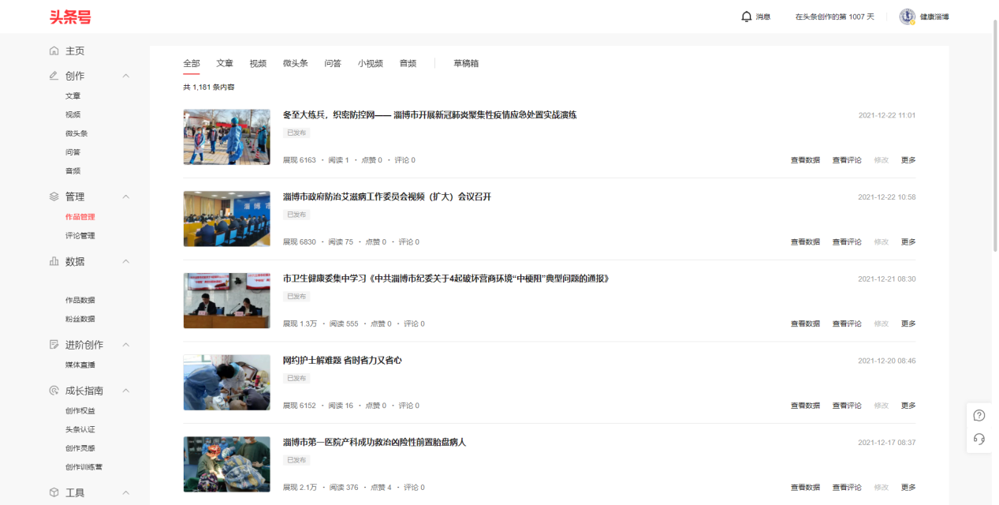 头条号
消息
在头条创作的第 1007 天
健康淄博
主页
创作
文章
视频
微头条
问答
音频
管理
作品管理
评论管理
数据
作品数据
粉丝数据
进阶创作
媒体直播
成长指南
创作权益
头条认证
创作灵感
创作训练营
工具
全部 文章 视频 微头条 问答 小视频 音频 草稿箱
共 1,181 条内容
冬至大练兵，织密防控网—— 淄博市开展新冠肺炎聚集性疫情应急处置实战演练 2021-12-22 11:01
已发布
展现 6163 · 阅读 1 · 点赞 0 · 评论 0 查看数据 查看评论 修改 更多
淄博市政府防治艾滋病工作委员会视频（扩大）会议召开 2021-12-22 10:58
已发布
展现 6830 · 阅读 75 · 点赞 0 · 评论 0 查看数据 查看评论 修改 更多
市卫生健康委集中学习《中共淄博市纪委关于4起破坏营商环境“中梗阳”典型问题的通报》 2021-12-21 08:30
已发布
展现 1.3万 · 阅读 555 · 点赞 0 · 评论 0 查看数据 查看评论 修改 更多
网约护士解难题 省时省力又省心 2021-12-20 08:46
已发布
展现 6152 · 阅读 16 · 点赞 0 · 评论 0 查看数据 查看评论 修改 更多
淄博市第一医院产科成功救治凶险性前置胎盘病人 2021-12-17 08:37
已发布
展现 2.1万 · 阅读 376 · 点赞 4 · 评论 0 查看数据 查看评论 修改 更多